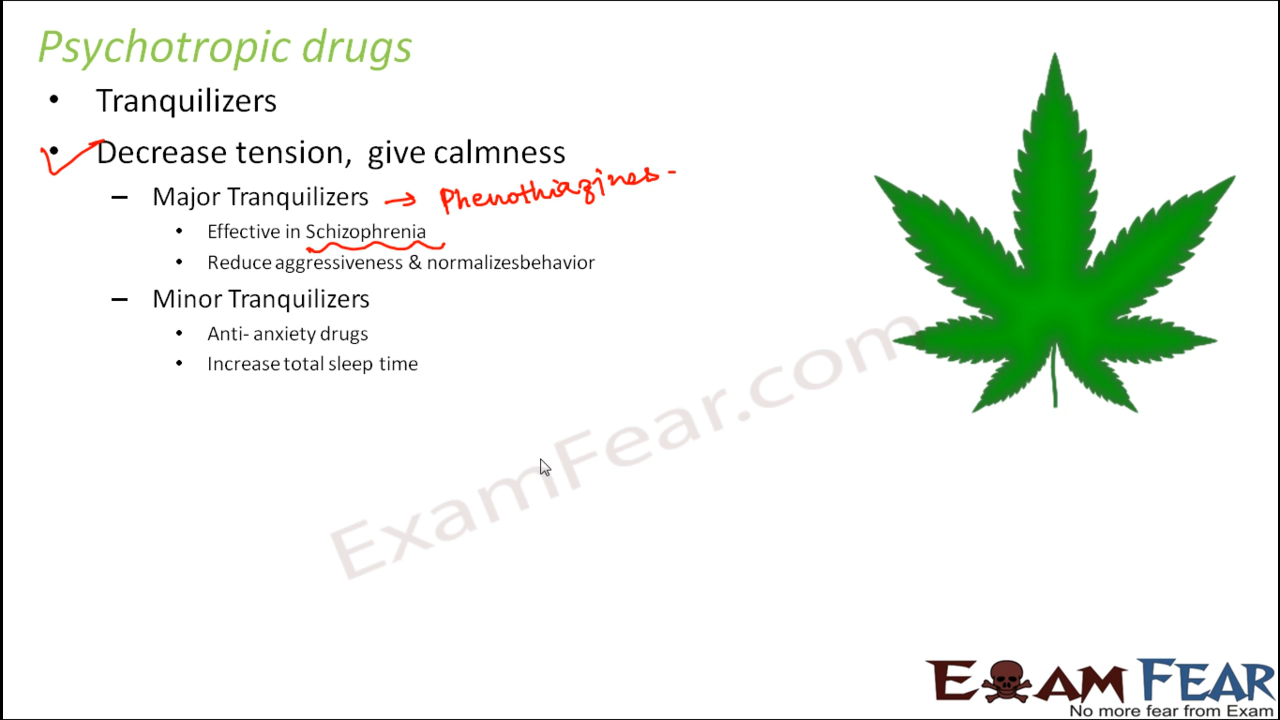 Psychotropic drugs
• Tranquilizers
• Decrease tension, give calmness
– Major Tranquilizers → Phenothiazines -
• Effective in Schizophrenia
• Reduce aggressiveness & normalizesbehavior
– Minor Tranquilizers
• Anti- anxiety drugs
• Increase total sleep time
ExamFear.com
EXAM FEAR
No more fear from Exam